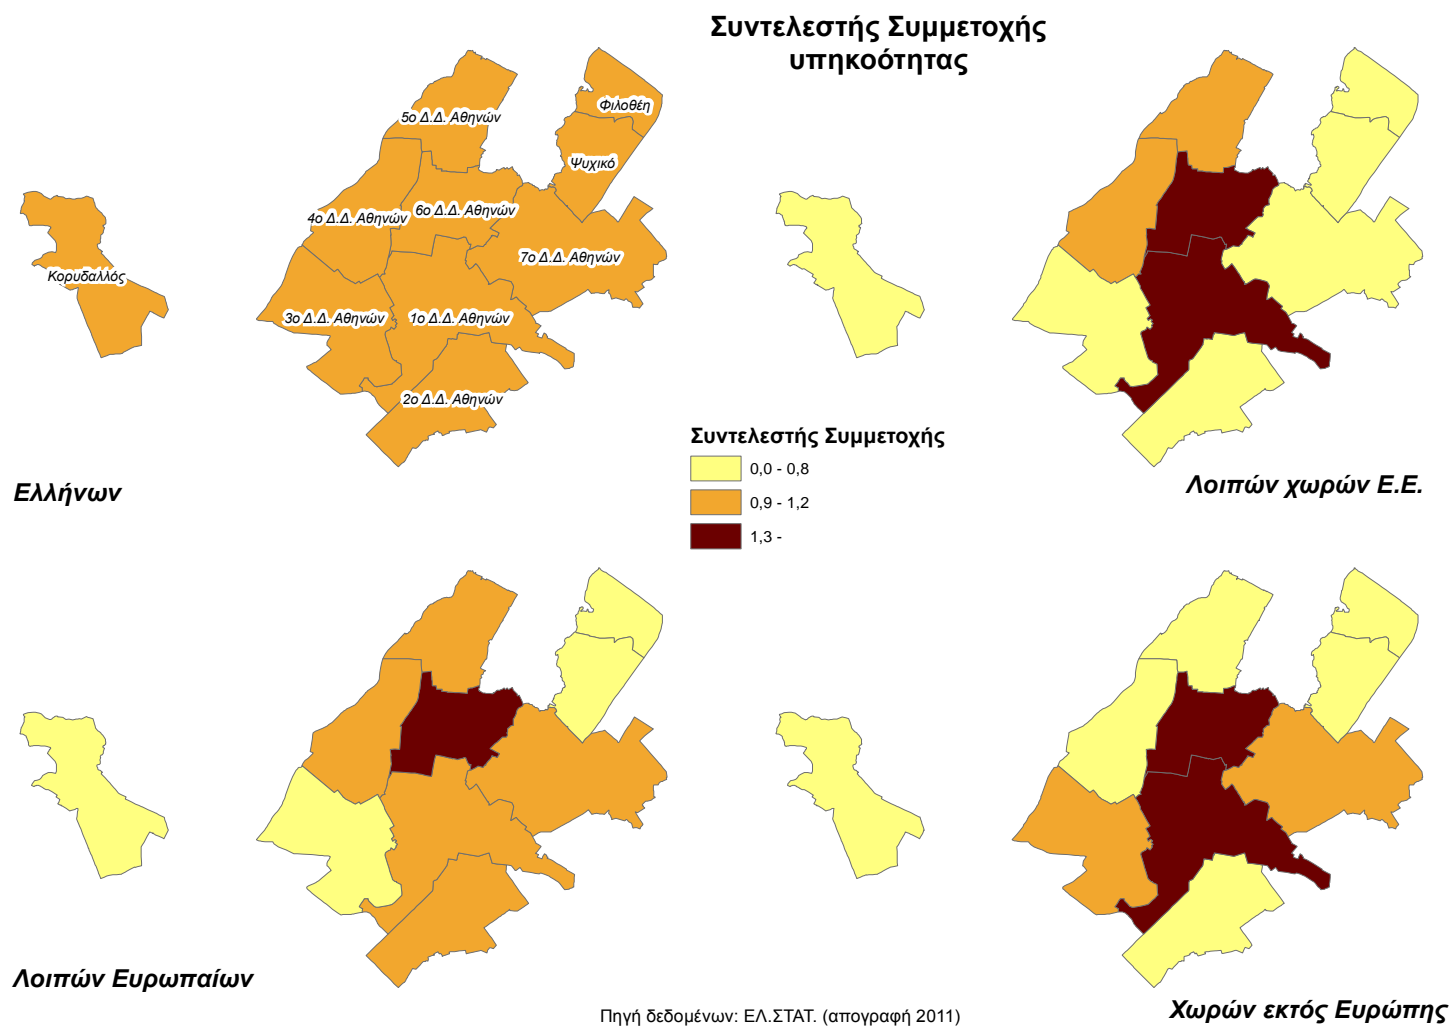 Συντελεστής Συμμετοχής
υπηκοότητας
Φιλοθέη
5ο Δ.Δ. Αθηνών
Ψυχικό
4ο Δ.Δ. Αθηνών
6ο Δ.Δ. Αθηνών
7ο Δ.Δ. Αθηνών
Κορυδαλλός
3ο Δ.Δ. Αθηνών
1ο Δ.Δ. Αθηνών
2ο Δ.Δ. Αθηνών
Ελλήνων
Συντελεστής Συμμετοχής
0,0 - 0,8
0,9 - 1,2
1,3 -
Λοιπών χωρών Ε.Ε.
Λοιπών Ευρωπαίων
Χωρών εκτός Ευρώπης
Πηγή δεδομένων: ΕΛ.ΣΤΑΤ. (απογραφή 2011)